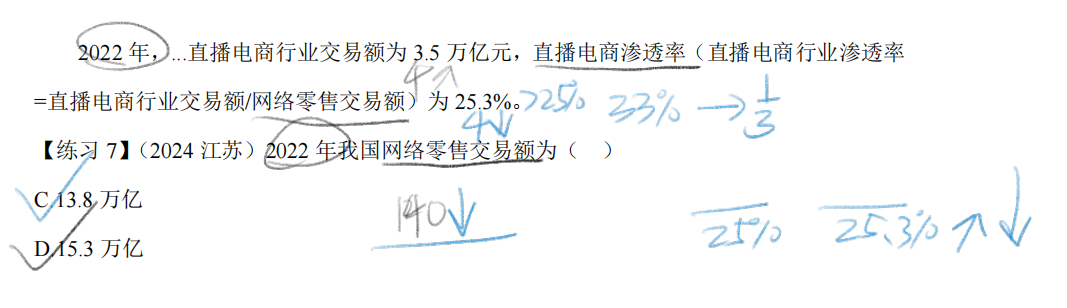 2022 年，...直播电商行业交易额为 3.5 万亿元，直播电商渗透率（直播电商行业渗透率
4↑
=直播电商行业交易额/网络零售交易额）为 25.3%。>25% 33% → 1/3
4↓
【练习 7】（2024 江苏）2022 年我国网络零售交易额为（ ）
C.13.8 万亿
140↓ 25% 25.3%↑↓
D.15.3 万亿